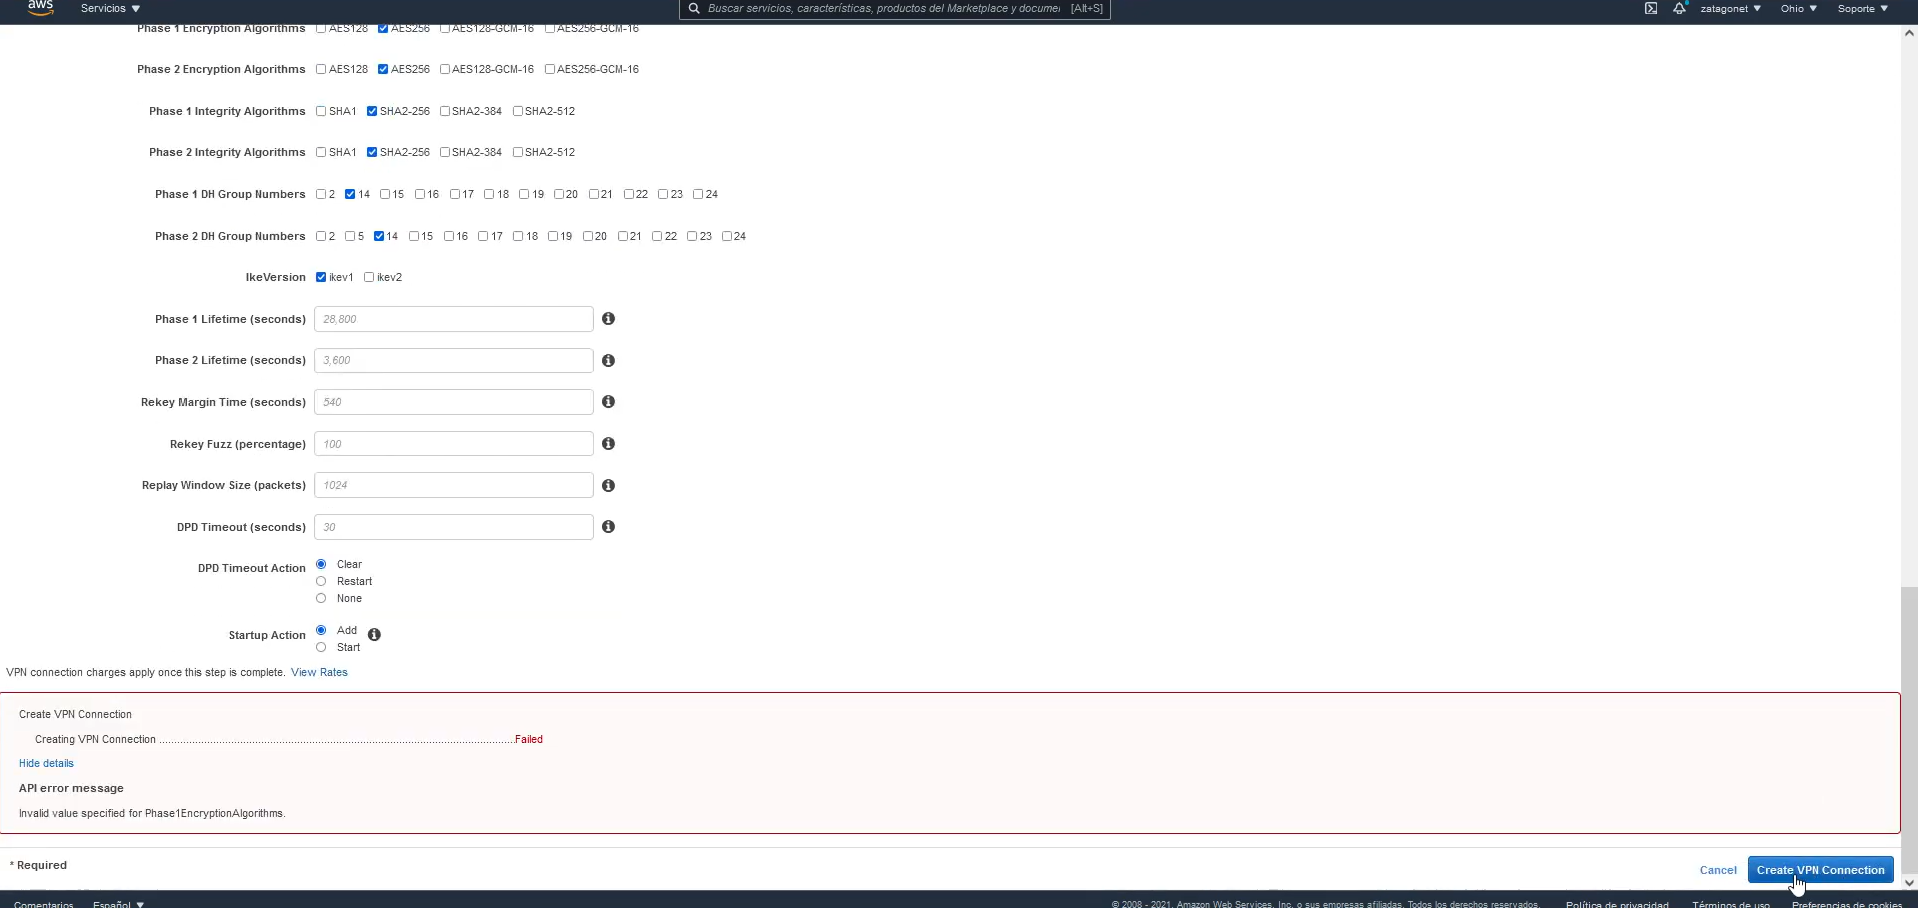 aws Servicios Buscar servicios, características, productos del Marketplace y documei [Alt+S] zatagonet Ohio Soporte
Phase 1 Encryption Algorithms AES128 AES256 AES128-GCM-16 AES256-GCM-16
Phase 2 Encryption Algorithms AES128 AES256 AES128-GCM-16 AES256-GCM-16
Phase 1 Integrity Algorithms SHA1 SHA2-256 SHA2-384 SHA2-512
Phase 2 Integrity Algorithms SHA1 SHA2-256 SHA2-384 SHA2-512
Phase 1 DH Group Numbers 2 14 15 16 17 18 19 20 21 22 23 24
Phase 2 DH Group Numbers 2 5 14 15 16 17 18 19 20 21 22 23 24
IkeVersion ikev1 ikev2
Phase 1 Lifetime (seconds) 28,800
Phase 2 Lifetime (seconds) 3,600
Rekey Margin Time (seconds) 540
Rekey Fuzz (percentage) 100
Replay Window Size (packets) 1024
DPD Timeout (seconds) 30
DPD Timeout Action Clear
Restart
None
Startup Action Add
Start
VPN connection charges apply once this step is complete. View Rates
Create VPN Connection
Creating VPN Connection ........................................................................................................................Failed
Hide details
API error message
Invalid value specified for Phase1EncryptionAlgorithms.
* Required
Cancel Create VPN Connection
Comentarios Español © 2008 - 2021, Amazon Web Services, Inc. o sus empresas afiliadas. Todos los derechos reservados. Política de privacidad Términos de uso Preferencias de cookies